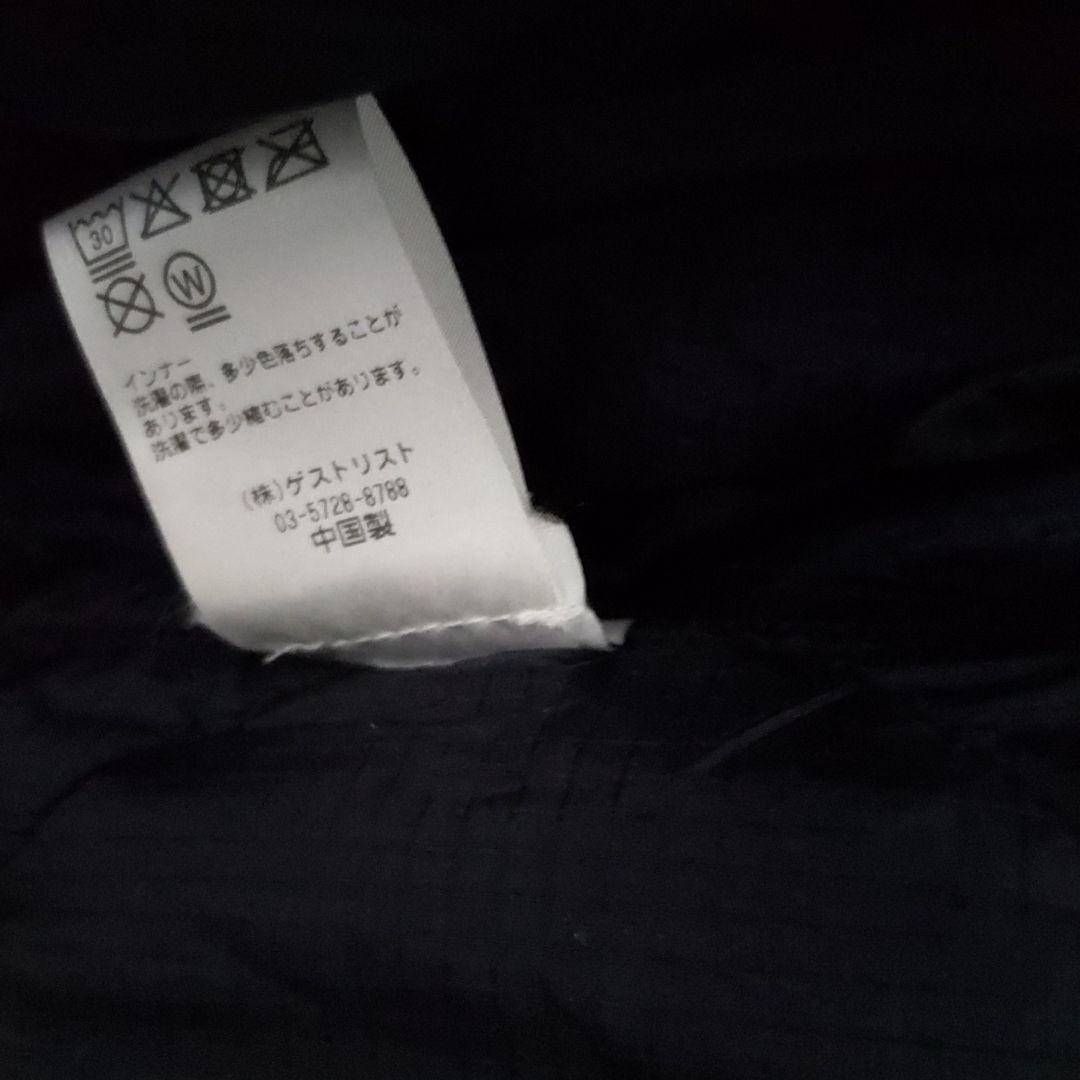 30
W
インナー
洗濯の際、多少色落ちすることが
あります。
洗濯で多少縮むことがあります。
(株)ゲストリスト
03-5728-8788
中国製